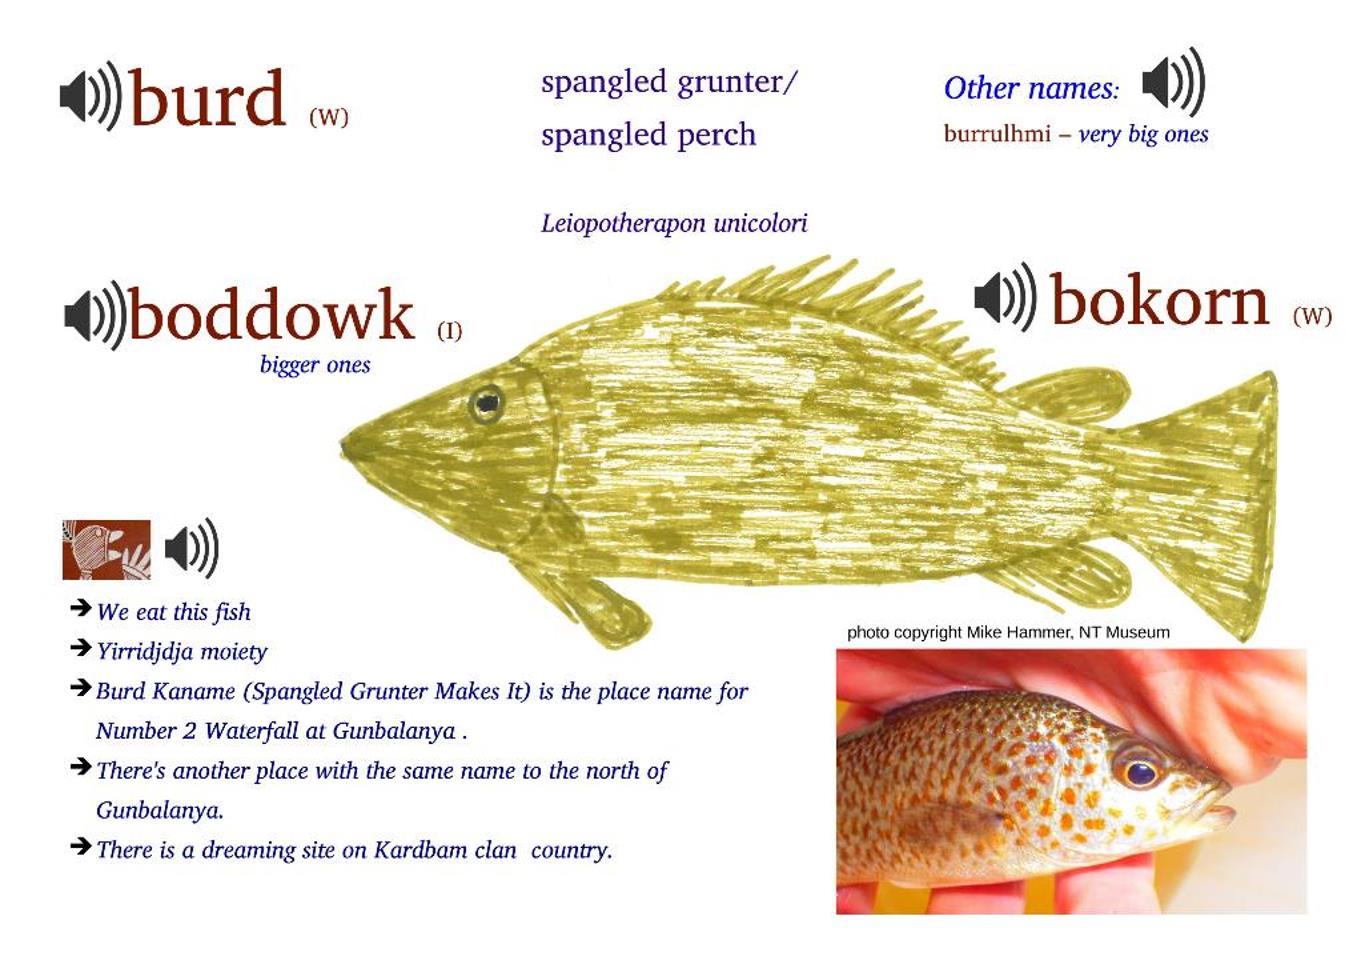 burd (W)
spangled grunter/
spangled perch
Other names:
burrulhmi – very big ones
Leiopotherapon unicolori
boddowk (I)
bigger ones
bokorn (W)
We eat this fish
Yirridjdja moiety
Burd Kaname (Spangled Grunter Makes It) is the place name for
Number 2 Waterfall at Gunbalanya .
There's another place with the same name to the north of
Gunbalanya.
There is a dreaming site on Kardbam clan  country.
photo copyright Mike Hammer, NT Museum